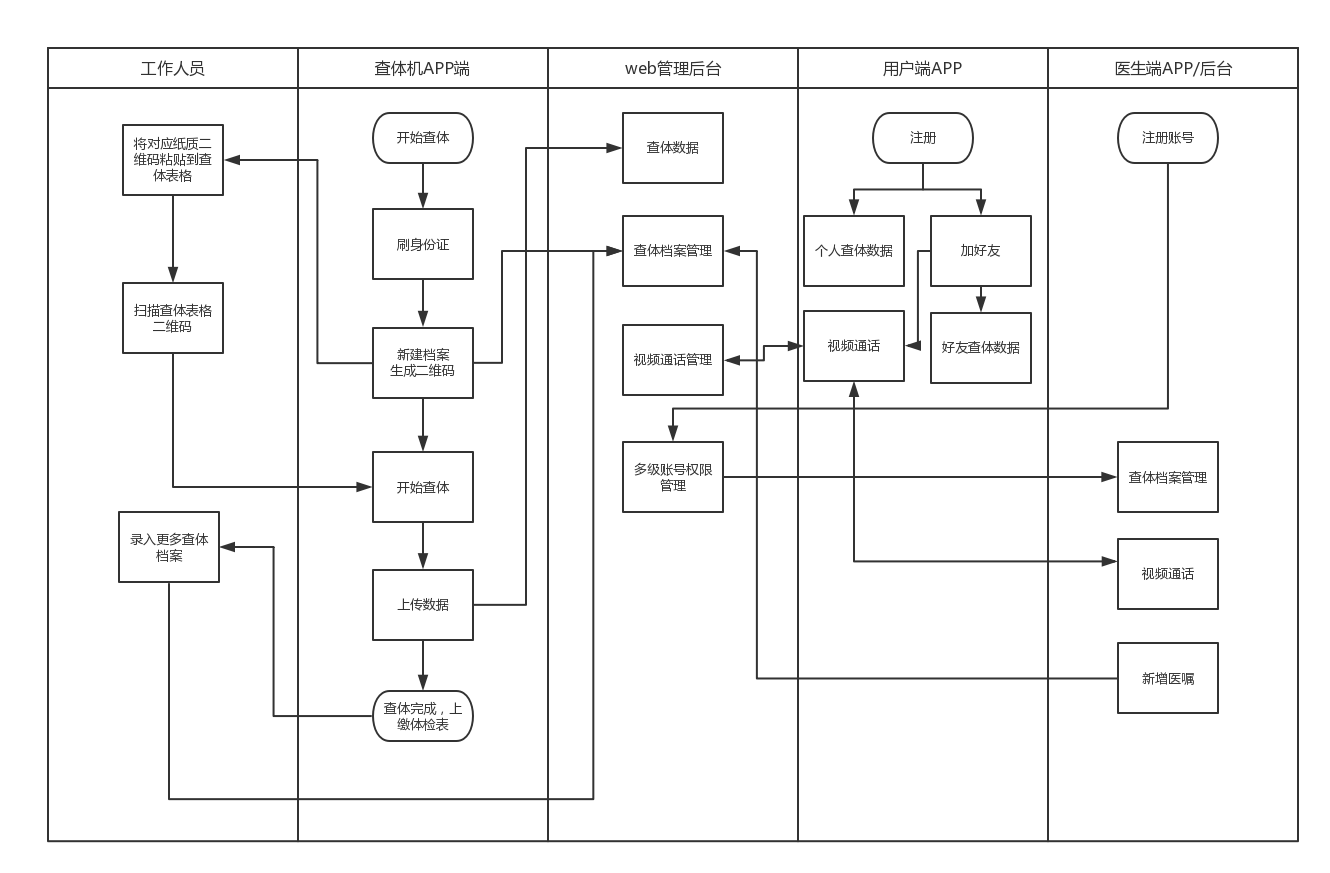 工作人员
查体机APP端
web管理后台
用户端APP
医生端APP/后台
将对应纸质二
维码粘贴到查
体表格
扫描查体表格
二维码
录入更多查体
档案
开始查体
刷身份证
新建档案
生成二维码
开始查体
上传数据
查体完成，上
缴体检表
查体数据
查体档案管理
视频通话管理
多级账号权限
管理
注册
个人查体数据
加好友
视频通话
好友查体数据
注册账号
查体档案管理
视频通话
新增医嘱